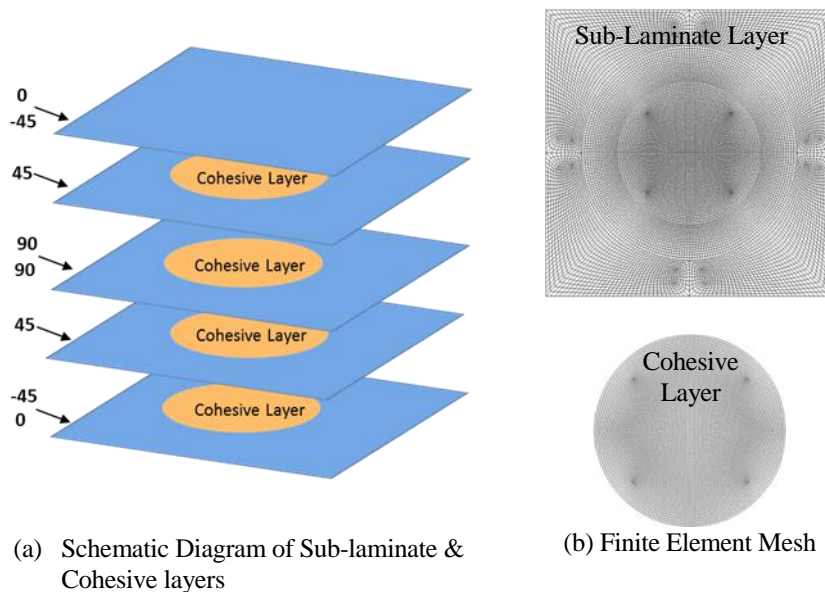 0
-45
45
90
90
45
-45
0
Cohesive Layer
Cohesive Layer
Cohesive Layer
Cohesive Layer
(a) Schematic Diagram of Sub-laminate &
Cohesive layers
Sub-Laminate Layer
Cohesive
Layer
(b) Finite Element Mesh